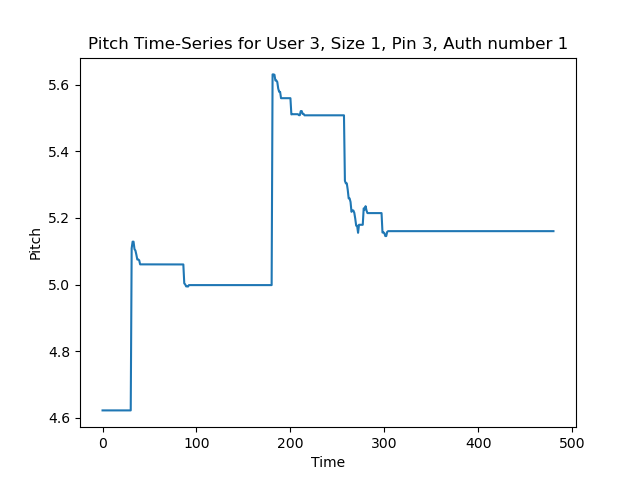 Pitch Time-Series for User 3, Size 1, Pin 3, Auth number 1
5.6
5.4
5.2
5.0
4.8
4.6
Pitch
0 100 200 300 400 500
Time